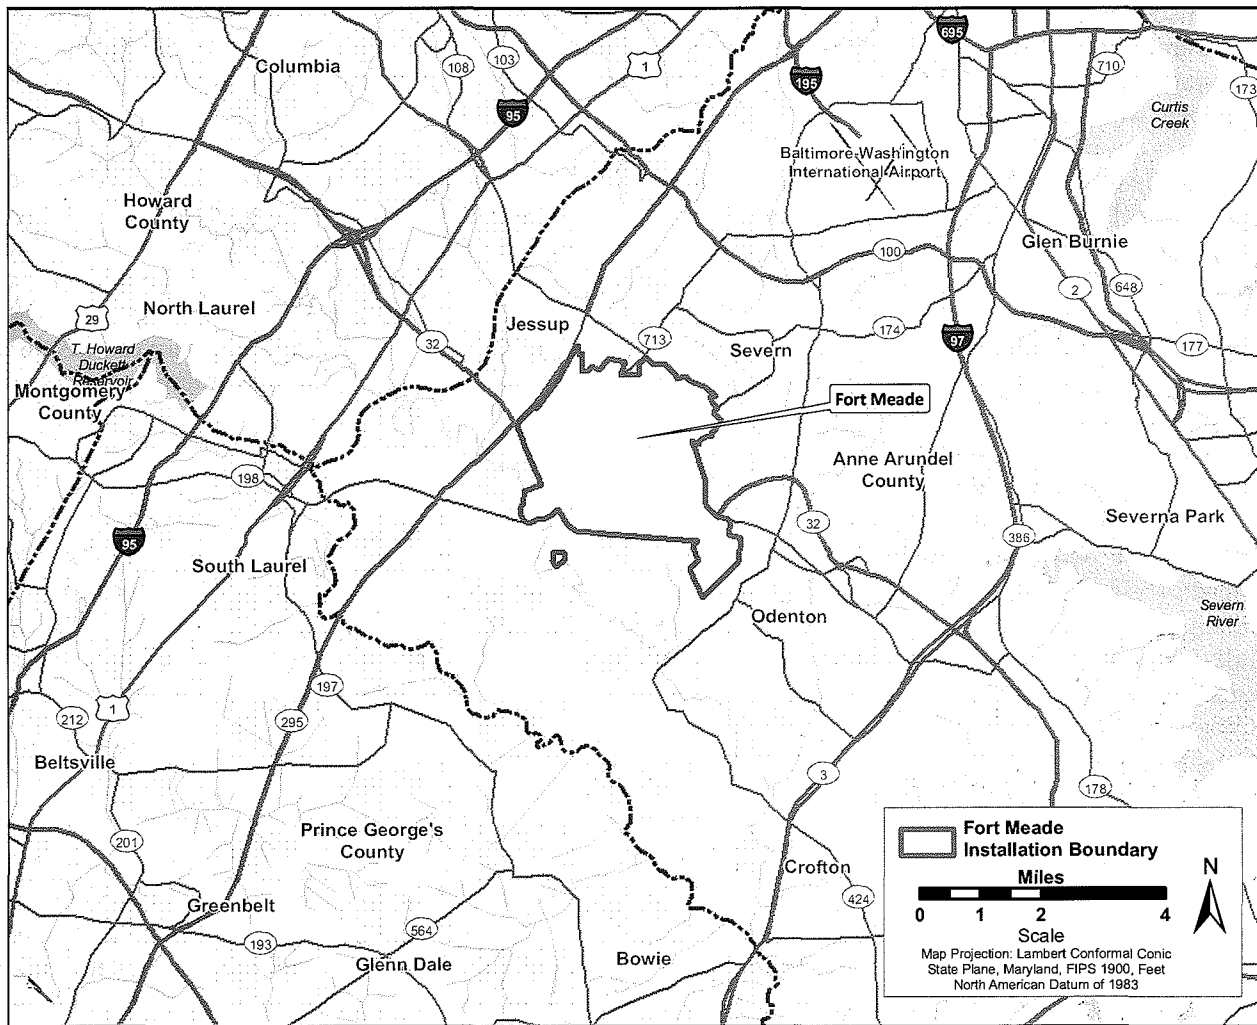 Columbia
108
103
1
95
195
695
710
173
Curtis
Creek
Baltimore-Washington
International Airport
Howard
County
100
Glen Burnie
2
648
29
North Laurel
T. Howard
Duckett
Reservoir
32
Jessup
713
Severn
174
97
177
Montgomery
County
Fort Meade
198
Anne Arundel
County
32
386
Severna Park
95
South Laurel
Odenton
Severn
River
197
295
212
1
Beltsville
3
178
201
Prince George's
County
Crofton
424
Greenbelt
193
564
Glenn Dale
Bowie
Fort Meade
Installation Boundary
Miles
0 1 2 4
Scale
N
Map Projection: Lambert Conformal Conic
State Plane, Maryland, FIPS 1900, Feet
North American Datum of 1983